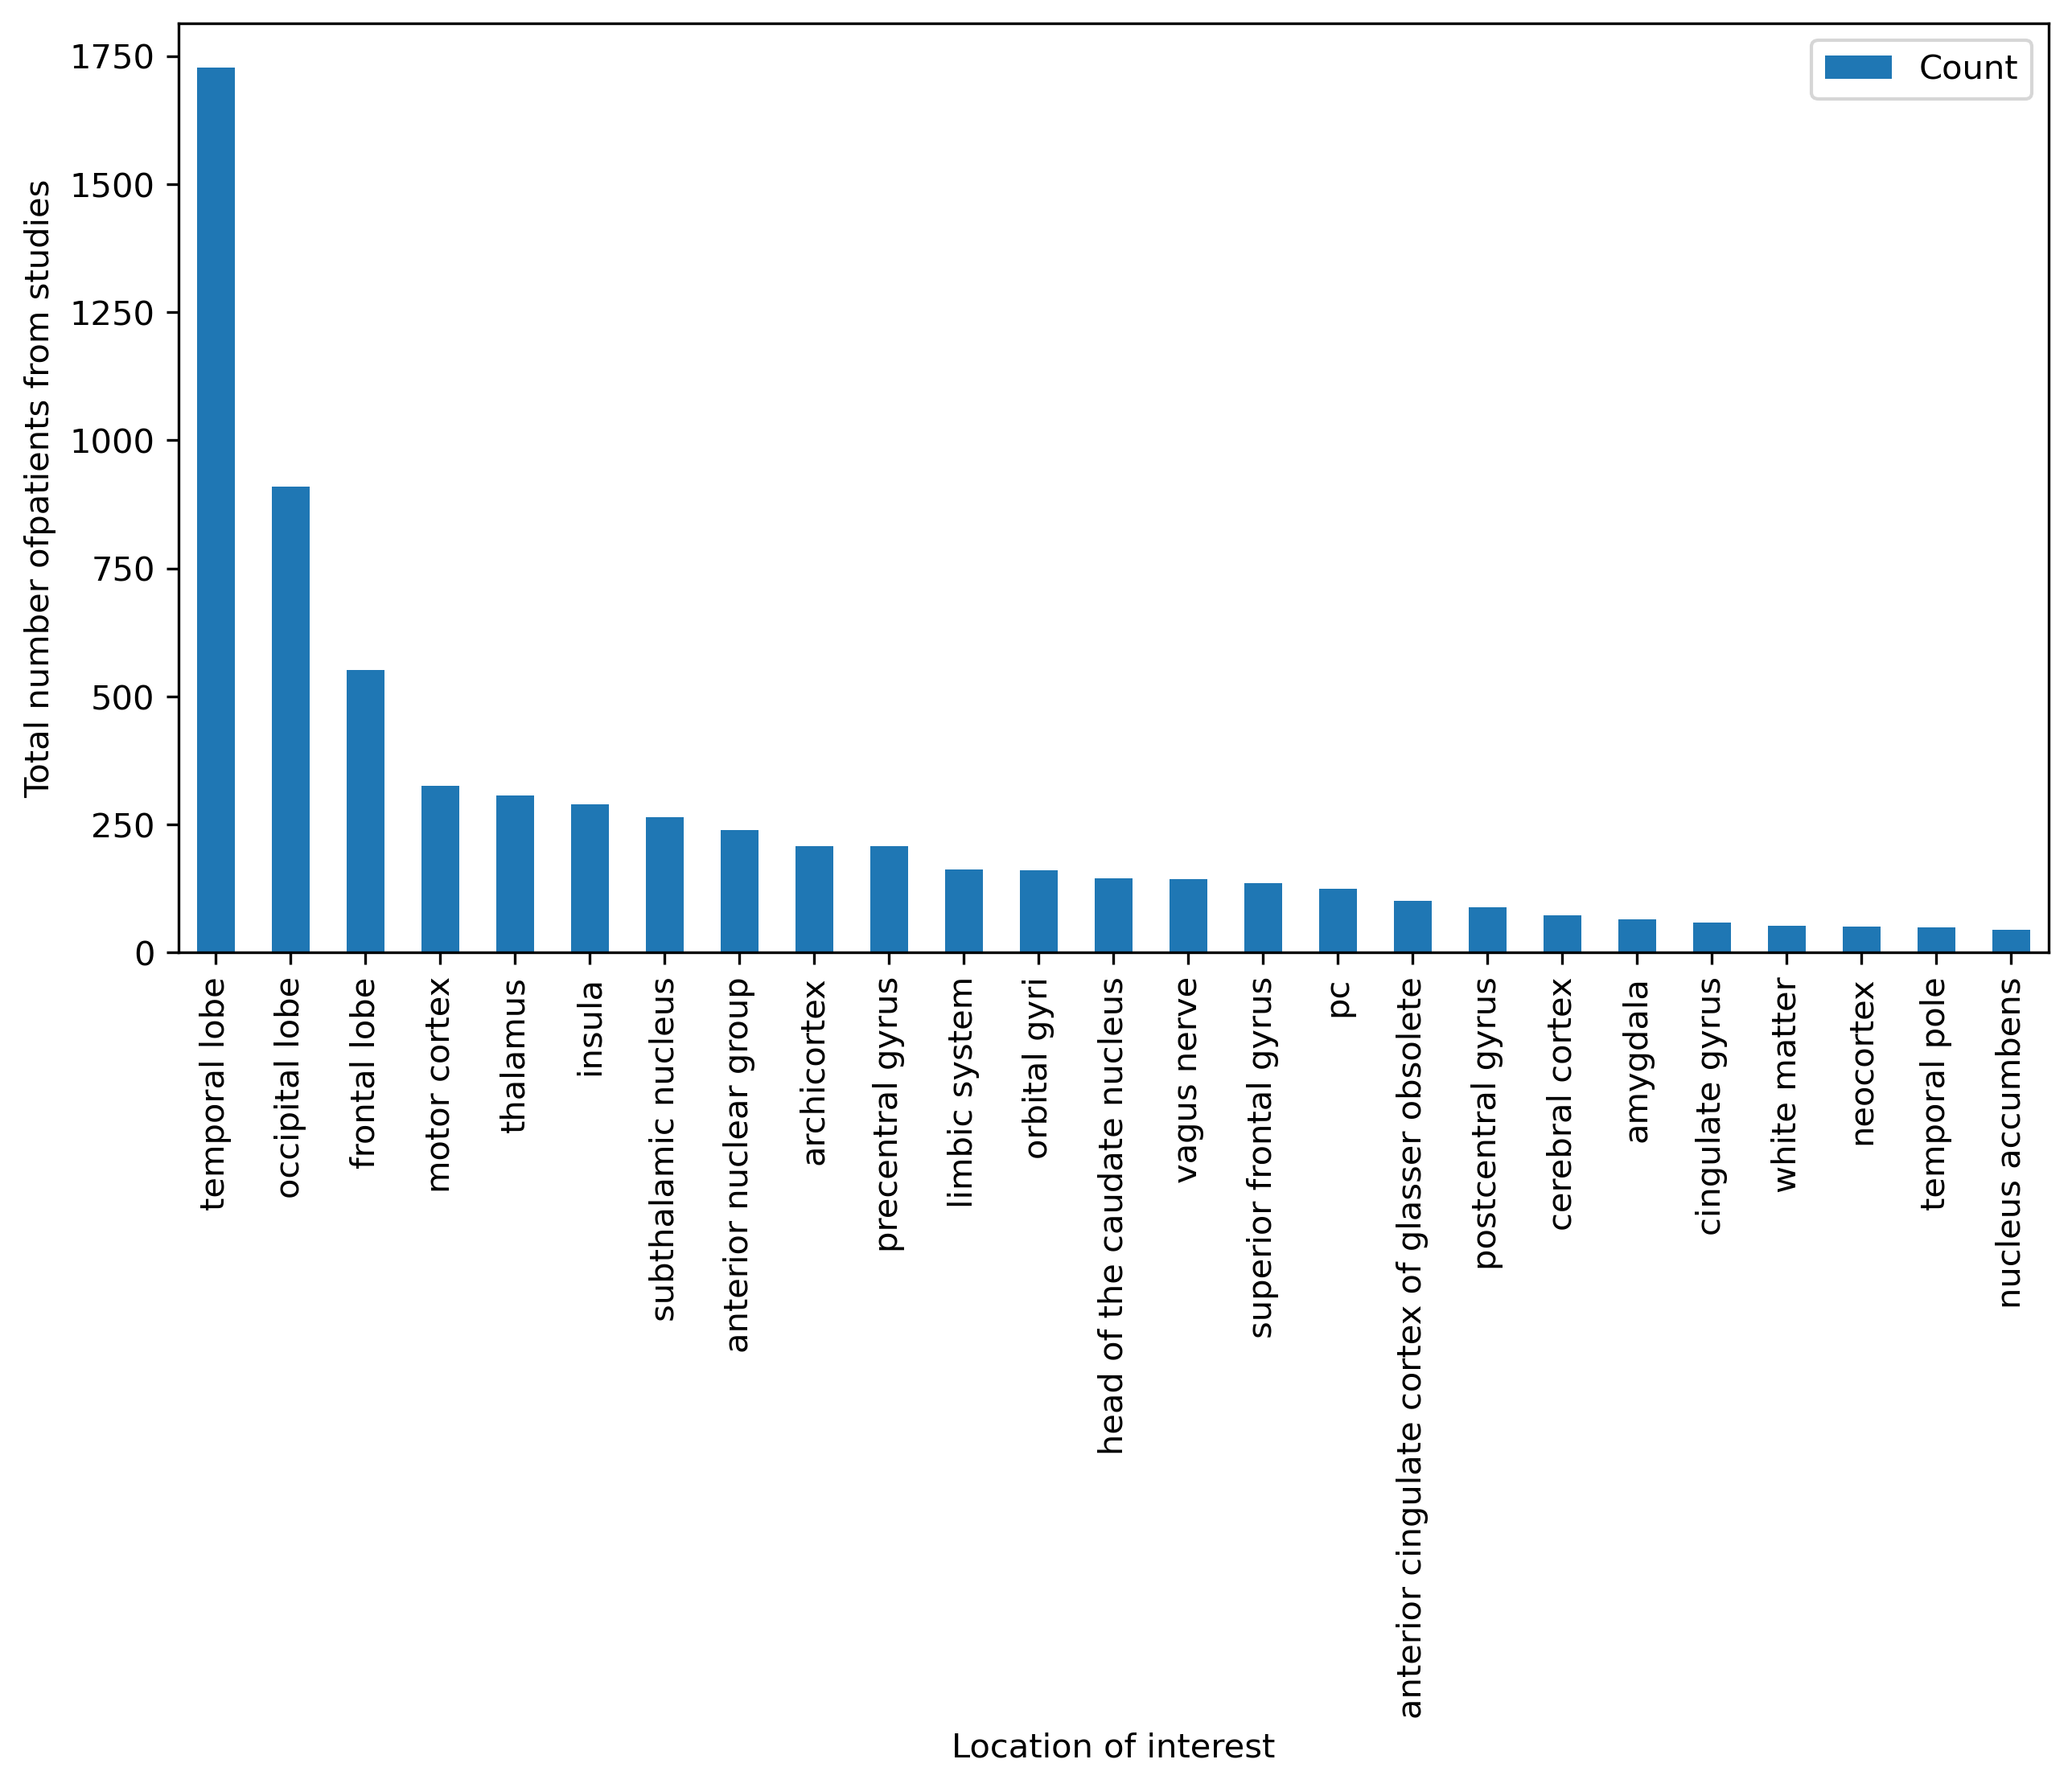 Count
Total number ofpatients from studies
1750
1500
1250
1000
750
500
250
0
temporal lobe
occipital lobe
frontal lobe
motor cortex
thalamus
insula
subthalamic nucleus
anterior nuclear group
archicortex
precentral gyrus
limbic system
orbital gyri
head of the caudate nucleus
vagus nerve
superior frontal gyrus
pc
anterior cingulate cortex of glasser obsolete
postcentral gyrus
cerebral cortex
amygdala
cingulate gyrus
white matter
neocortex
temporal pole
nucleus accumbens
Location of interest